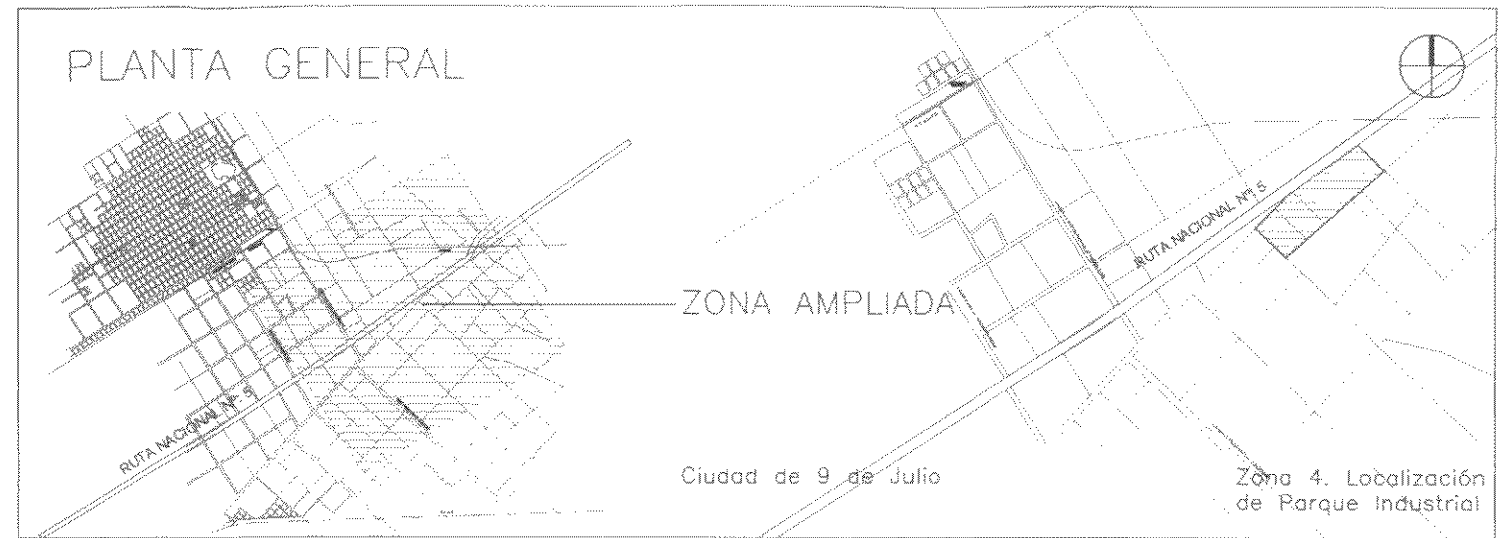 PLANTA GENERAL
RUTA NACIONAL Nº 5
ZONA AMPLIADA
RUTA NACIONAL Nº 5
Ciudad de 9 de Julio
Zona 4. Localización
de Parque Industrial